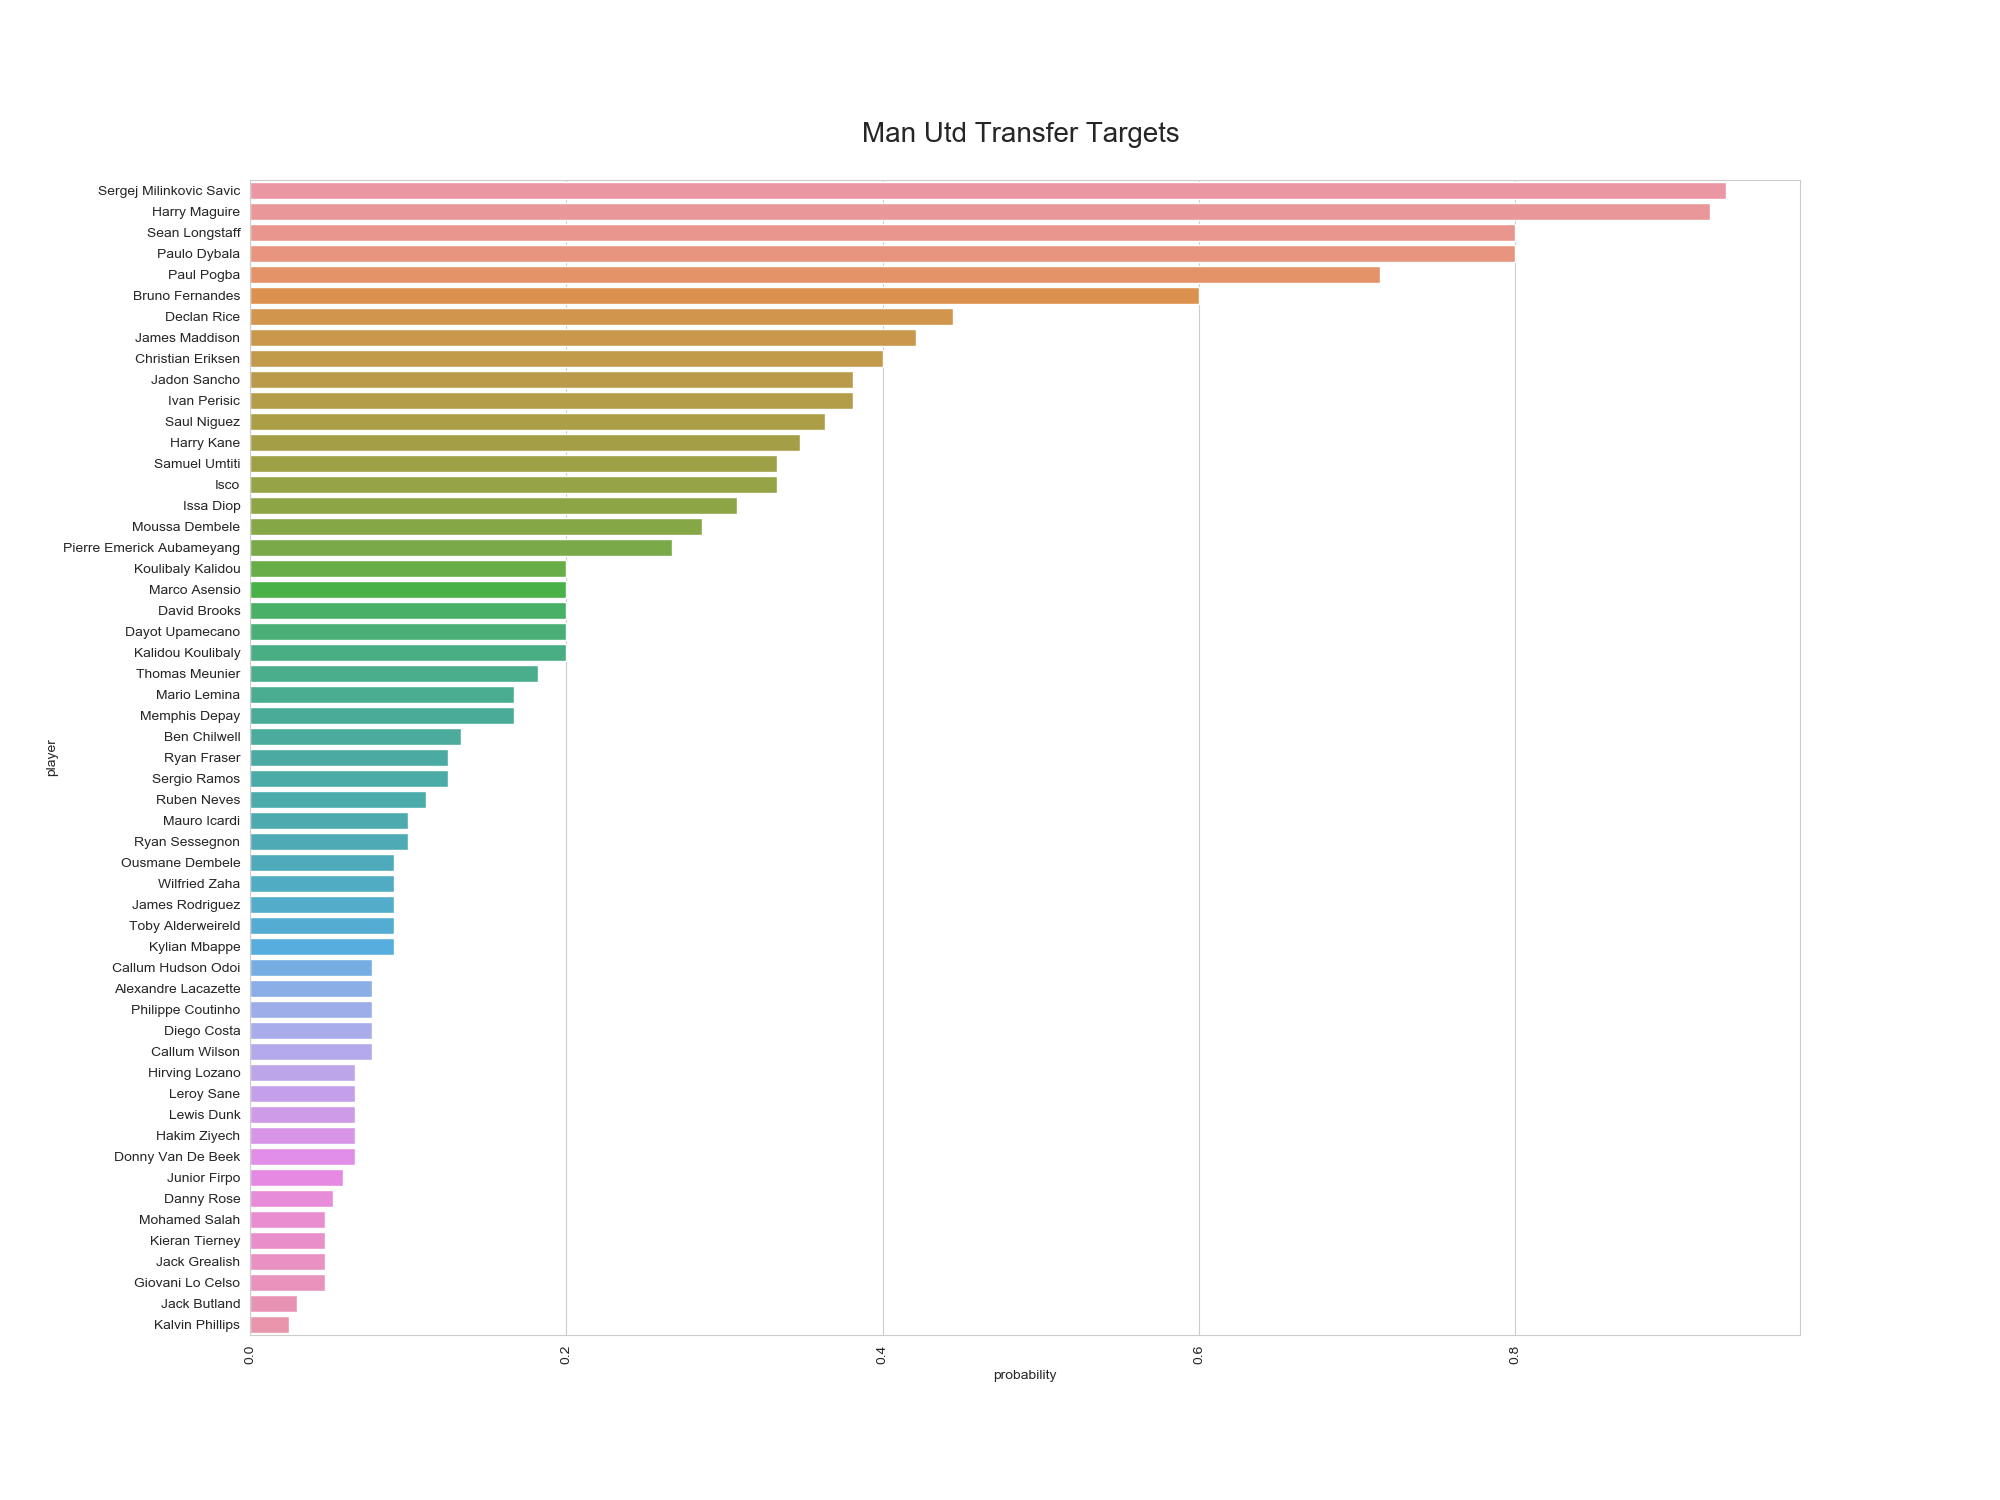 Man Utd Transfer Targets
Sergej Milinkovic Savic
Harry Maguire
Sean Longstaff
Paulo Dybala
Paul Pogba
Bruno Fernandes
Declan Rice
James Maddison
Christian Eriksen
Jadon Sancho
Ivan Perisic
Saul Niguez
Harry Kane
Samuel Umtiti
Isco
Issa Diop
Moussa Dembele
Pierre Emerick Aubameyang
Koulibaly Kalidou
Marco Asensio
David Brooks
Dayot Upamecano
Kalidou Koulibaly
Thomas Meunier
Mario Lemina
Memphis Depay
Ben Chilwell
Ryan Fraser
Sergio Ramos
Ruben Neves
Mauro Icardi
Ryan Sessegnon
Ousmane Dembele
Wilfried Zaha
James Rodriguez
Toby Alderweireld
Kylian Mbappe
Callum Hudson Odoi
Alexandre Lacazette
Philippe Coutinho
Diego Costa
Callum Wilson
Hirving Lozano
Leroy Sane
Lewis Dunk
Hakim Ziyech
Donny Van De Beek
Junior Firpo
Danny Rose
Mohamed Salah
Kieran Tierney
Jack Grealish
Giovani Lo Celso
Jack Butland
Kalvin Phillips
player
0.0 0.2 0.4 0.6 0.8
probability